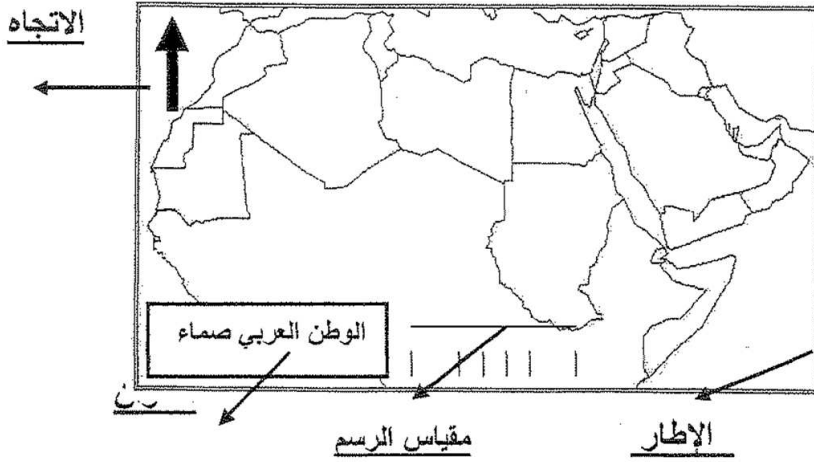 الاتجاه
الوطن العربي صماء
مقياس الرسم
الإطار